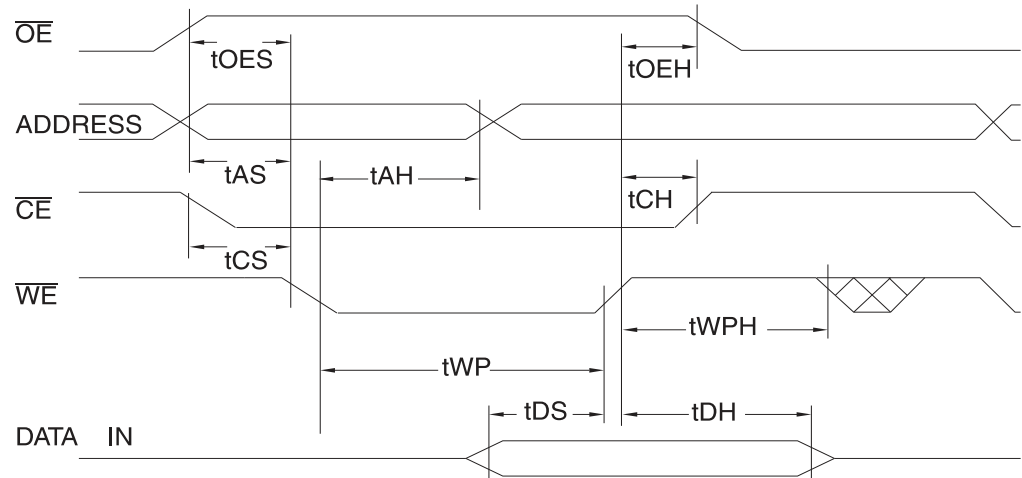 OE
tOES
tOEH
ADDRESS
tAS
tAH
tCH
CE
tCS
WE
tWPH
tWP
tDS
tDH
DATA IN